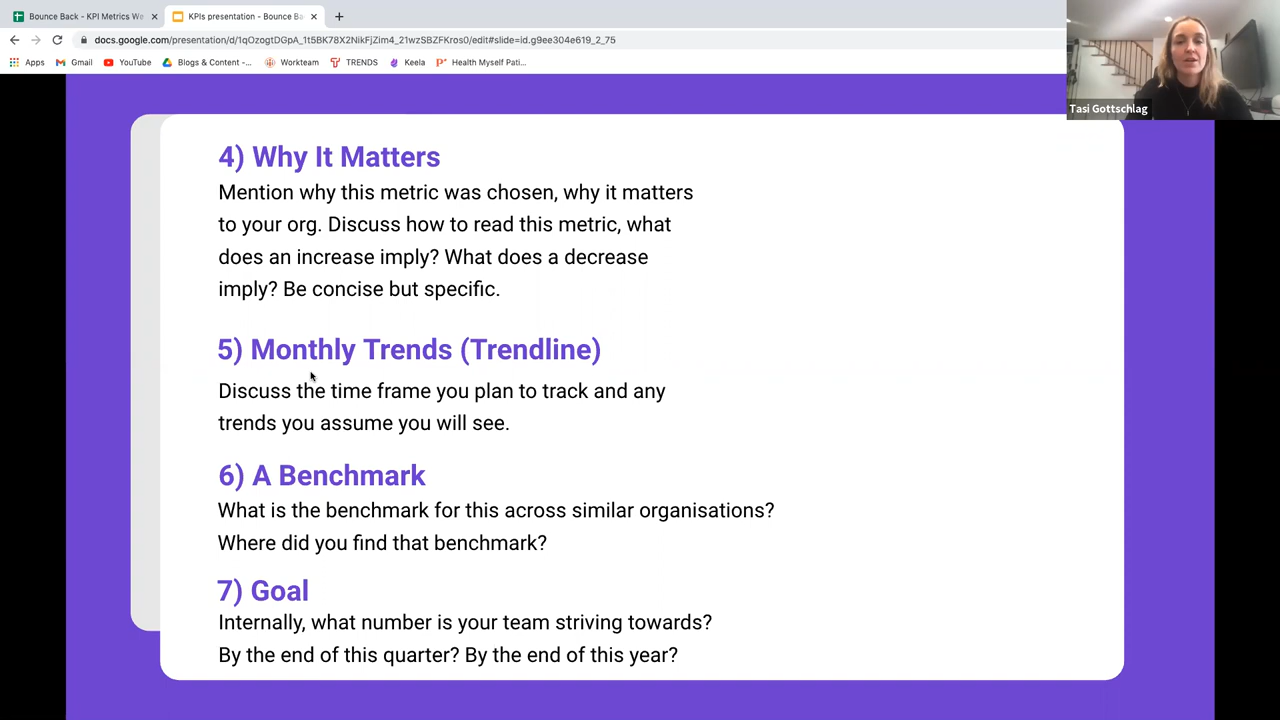 Bounce Back - KPI Metrics We
KPIs presentation - Bounce Ba
docs.google.com/presentation/d/1qOzogtDGpA_1t5BK78X2NikFjZim4_21wzSBZFKros0/edit#slide=id.g9ee304e619_2_75
Apps Gmail YouTube Blogs & Content -... Workteam TRENDS Keela Health Myself Pati...
Tasi Gottschlag
4) Why It Matters
Mention why this metric was chosen, why it matters
to your org. Discuss how to read this metric, what
does an increase imply? What does a decrease
imply? Be concise but specific.
5) Monthly Trends (Trendline)
Discuss the time frame you plan to track and any
trends you assume you will see.
6) A Benchmark
What is the benchmark for this across similar organisations?
Where did you find that benchmark?
7) Goal
Internally, what number is your team striving towards?
By the end of this quarter? By the end of this year?